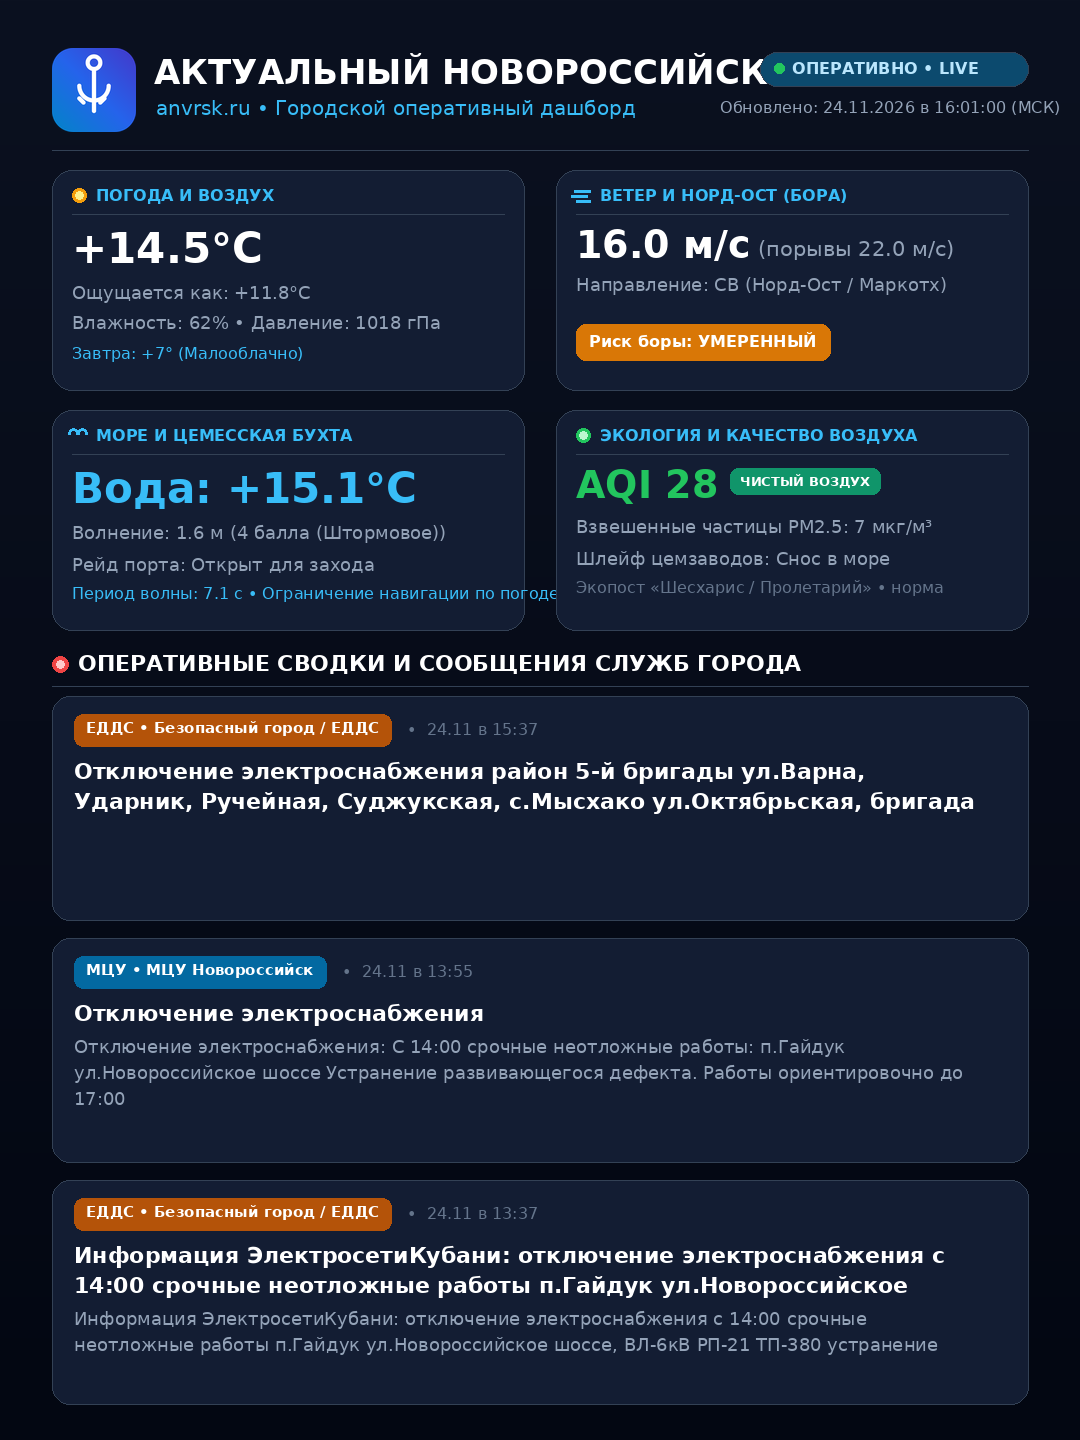 АКТУАЛЬНЫЙ НОВОРОССИЙСК
ОПЕРАТИВНО • LIVE
anvrsk.ru • Городской оперативный дашборд
Обновлено: 24.11.2026 в 16:01:00 (МСК)
ПОГОДА И ВОЗДУХ
+14.5°C
Ощущается как: +11.8°C
Влажность: 62% • Давление: 1018 гПа
Завтра: +7° (Малооблачно)
ВЕТЕР И НОРД-ОСТ (БОРА)
16.0 м/с (порывы 22.0 м/с)
Направление: СВ (Норд-Ост / Маркотх)
Риск боры: УМЕРЕННЫЙ
МОРЕ И ЦЕМЕССКАЯ БУХТА
Вода: +15.1°C
Волнение: 1.6 м (4 балла (Штормовое))
Рейд порта: Открыт для захода
Период волны: 7.1 с • Ограничение навигации по погоде
ЭКОЛОГИЯ И КАЧЕСТВО ВОЗДУХА
AQI 28 ЧИСТЫЙ ВОЗДУХ
Взвешенные частицы PM2.5: 7 мкг/м³
Шлейф цемзаводов: Снос в море
Экопост «Шесхарис / Пролетарий» • норма
ОПЕРАТИВНЫЕ СВОДКИ И СООБЩЕНИЯ СЛУЖБ ГОРОДА
ЕДДС • Безопасный город / ЕДДС • 24.11 в 15:37
Отключение электроснабжения район 5-й бригады ул.Варна,
Ударник, Ручейная, Суджукская, с.Мысхако ул.Октябрьская, бригада
МЦУ • МЦУ Новороссийск • 24.11 в 13:55
Отключение электроснабжения
Отключение электроснабжения: С 14:00 срочные неотложные работы: п.Гайдук
ул.Новороссийское шоссе Устранение развивающегося дефекта. Работы ориентировочно до
17:00
ЕДДС • Безопасный город / ЕДДС • 24.11 в 13:37
Информация ЭлектросетиКубани: отключение электроснабжения с
14:00 срочные неотложные работы п.Гайдук ул.Новороссийское
Информация ЭлектросетиКубани: отключение электроснабжения с 14:00 срочные
неотложные работы п.Гайдук ул.Новороссийское шоссе, ВЛ-6кВ РП-21 ТП-380 устранение